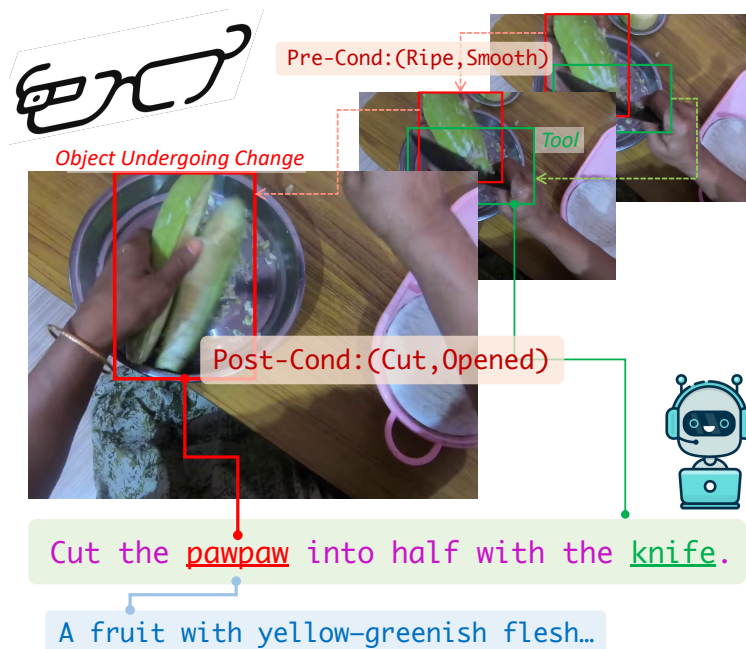 Pre-Cond:(Ripe,Smooth)
Tool
Object Undergoing Change
Post-Cond:(Cut,Opened)
Cut the pawpaw into half with the knife.
A fruit with yellow–greenish flesh…